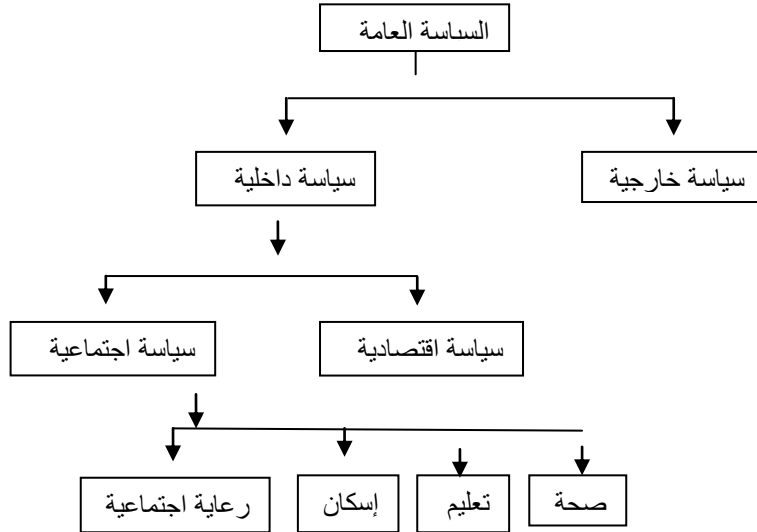 السياسة العامة
سياسة خارجية
سياسة داخلية
سياسة اقتصادية
سياسة اجتماعية
صحة
تعليم
إسكان
رعاية اجتماعية